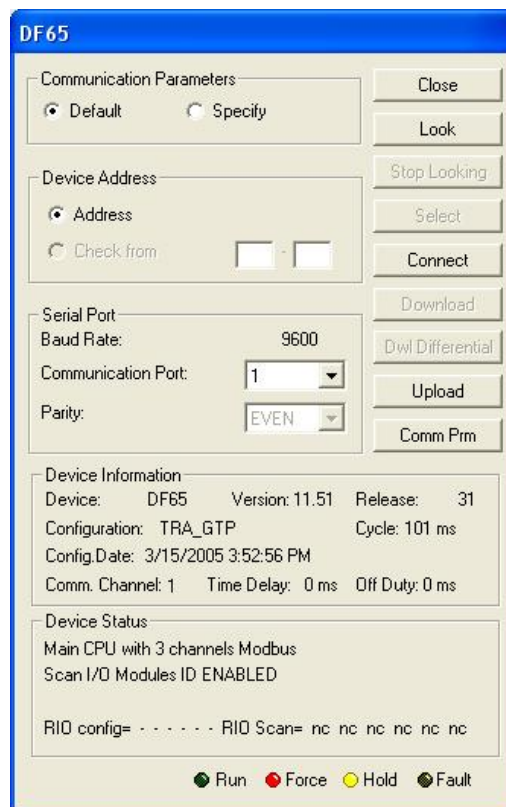 DF65
Communication Parameters
Default Specify
Close
Look
Stop Looking
Select
Connect
Download
Dwl Differential
Upload
Comm Prm
Device Address
Address
Check from -
Serial Port
Baud Rate: 9600
Communication Port: 1
Parity: EVEN
Device Information
Device: DF65 Version: 11.51 Release: 31
Configuration: TRA_GTP Cycle: 101 ms
Config.Date: 3/15/2005 3:52:56 PM
Comm. Channel: 1 Time Delay: 0 ms Off Duty: 0 ms
Device Status
Main CPU with 3 channels Modbus
Scan I/O Modules ID ENABLED
RIO config= - - - - - - RIO Scan= nc nc nc nc nc nc
Run Force Hold Fault